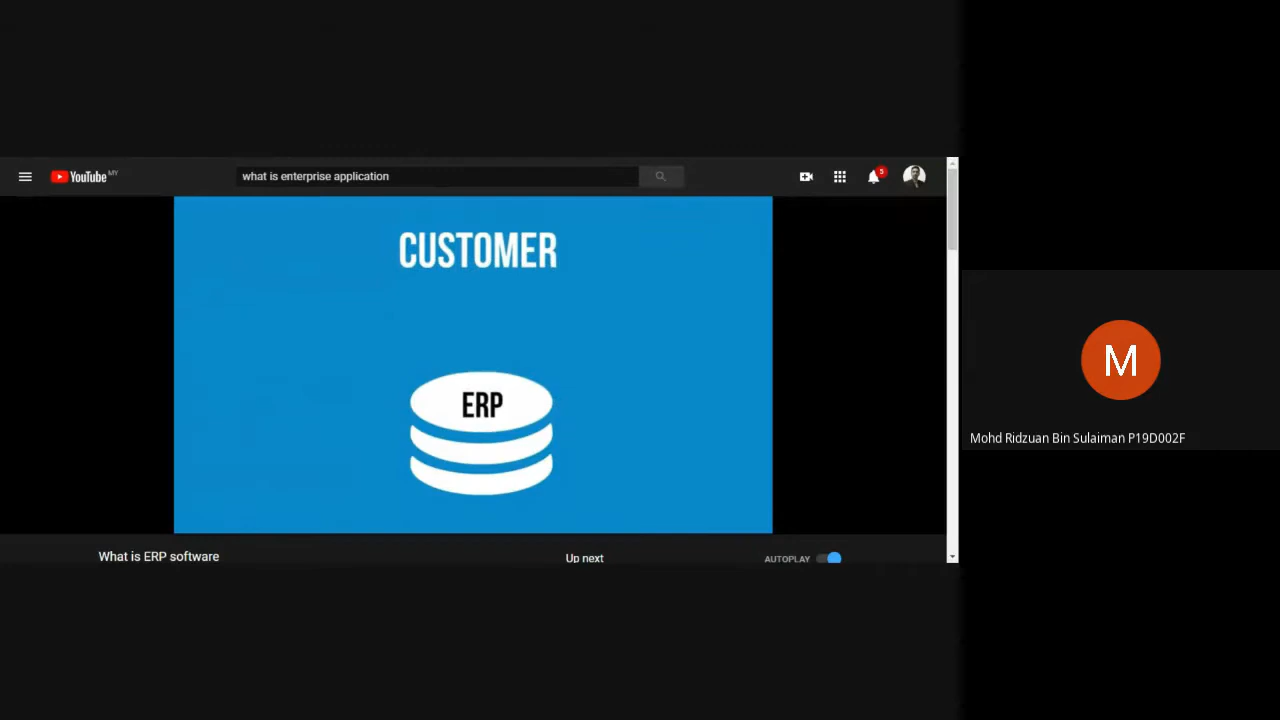 YouTube MY
what is enterprise application
5
CUSTOMER
ERP
What is ERP software
Up next
AUTOPLAY
M
Mohd Ridzuan Bin Sulaiman P19D002F